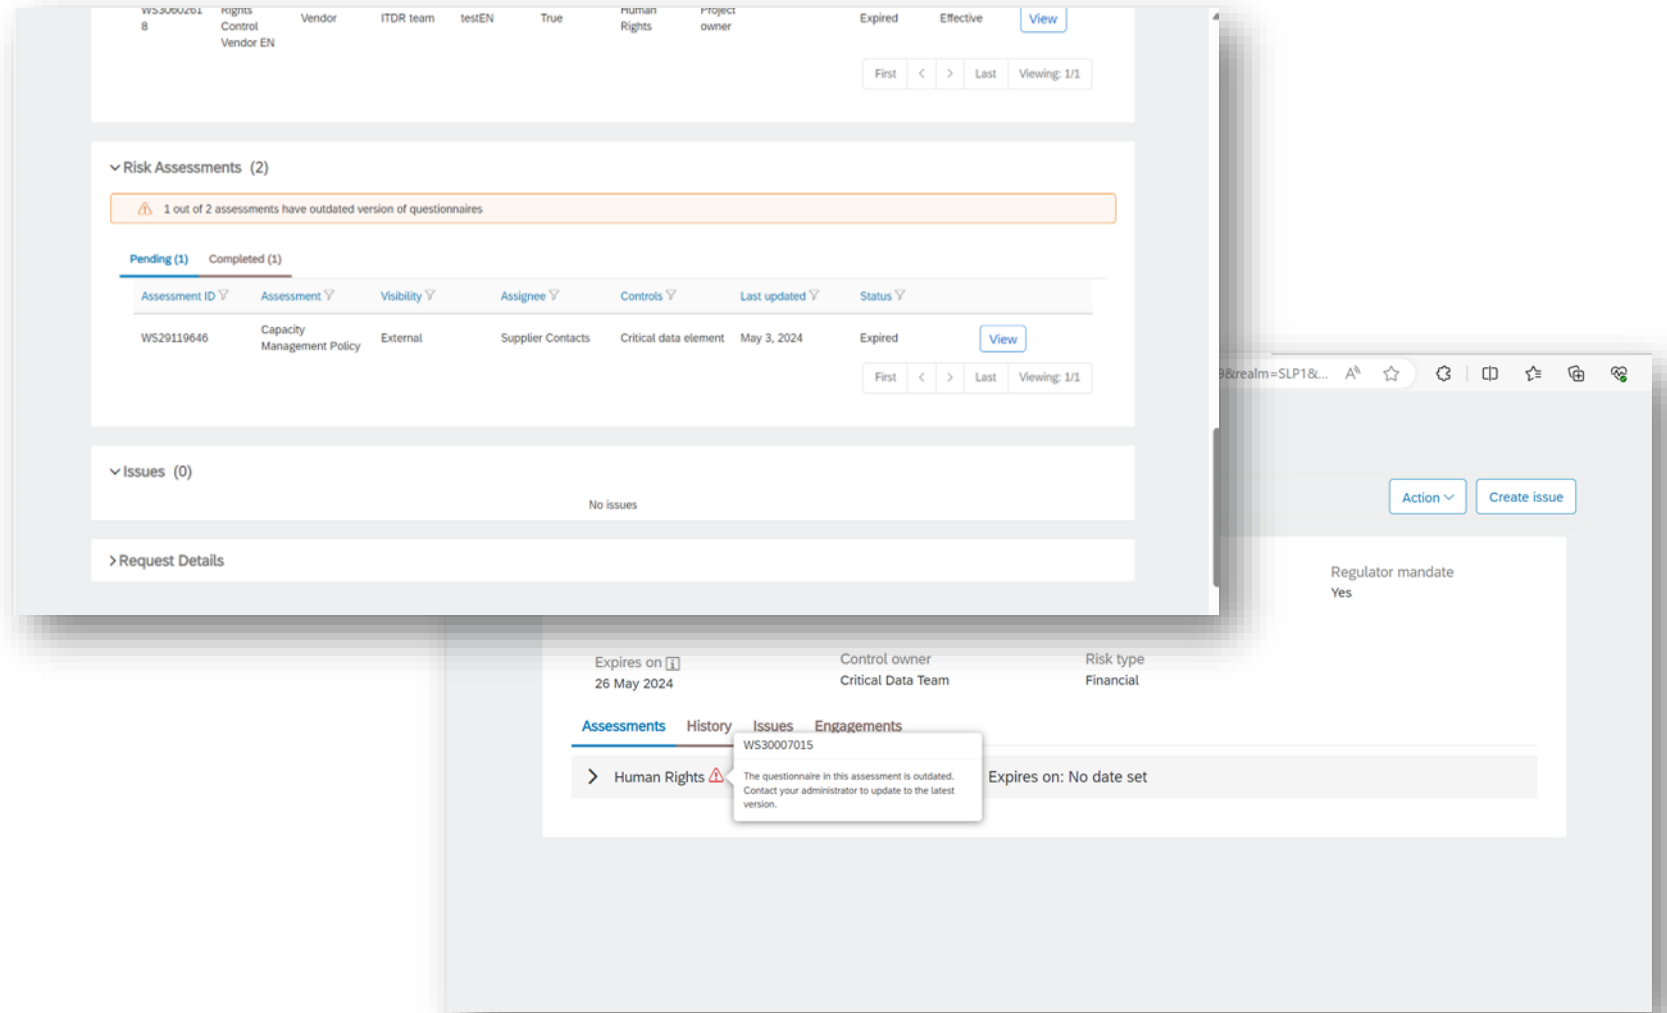 WS3060261 Rights Human Project
8 Control Vendor ITDR team testEN True Rights owner Expired Effective View
Vendor EN
First < > Last Viewing: 1/1
Risk Assessments (2)
1 out of 2 assessments have outdated version of questionnaires
Pending (1) Completed (1)
Assessment ID Assessment Visibility Assignee Controls Last updated Status
WS29119646 Capacity Management Policy External Supplier Contacts Critical data element May 3, 2024 Expired View
First < > Last Viewing: 1/1
Issues (0)
No issues
Request Details
9&realm=SLP1&...
Action Create issue
Regulator mandate
Yes
Expires on Control owner Risk type
26 May 2024 Critical Data Team Financial
Assessments History Issues Engagements
WS30007015
Human Rights Expires on: No date set
The questionnaire in this assessment is outdated.
Contact your administrator to update to the latest
version.